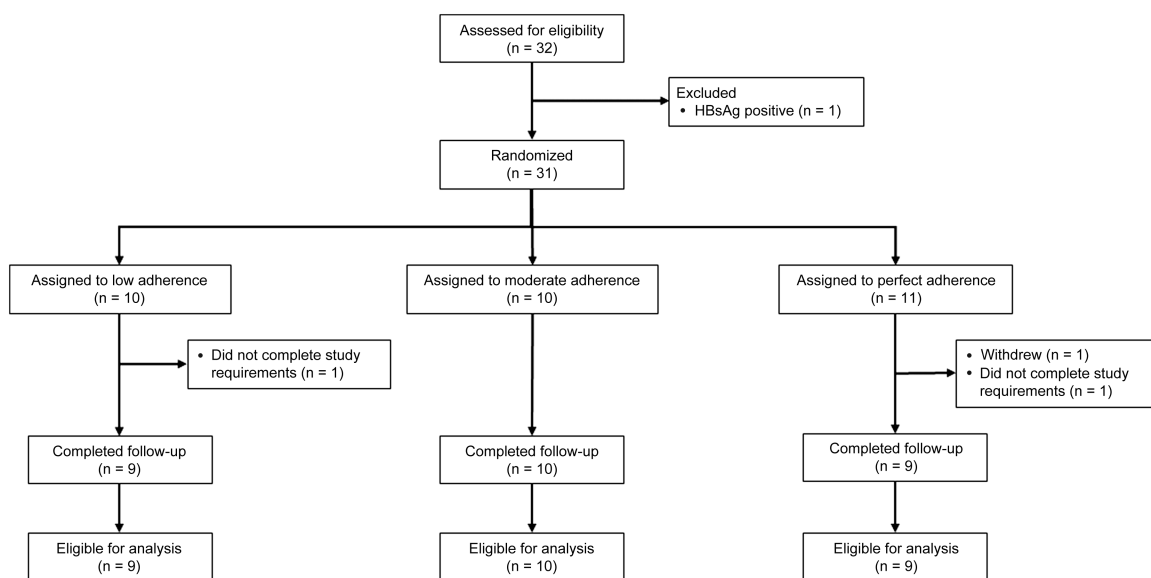 Assessed for eligibility
(n = 32)
Excluded
• HBsAg positive (n = 1)
Randomized
(n = 31)
Assigned to low adherence
(n = 10)
Assigned to moderate adherence
(n = 10)
Assigned to perfect adherence
(n = 11)
• Did not complete study
requirements (n = 1)
• Withdrew (n = 1)
• Did not complete study
requirements (n = 1)
Completed follow-up
(n = 9)
Completed follow-up
(n = 10)
Completed follow-up
(n = 9)
Eligible for analysis
(n = 9)
Eligible for analysis
(n = 10)
Eligible for analysis
(n = 9)